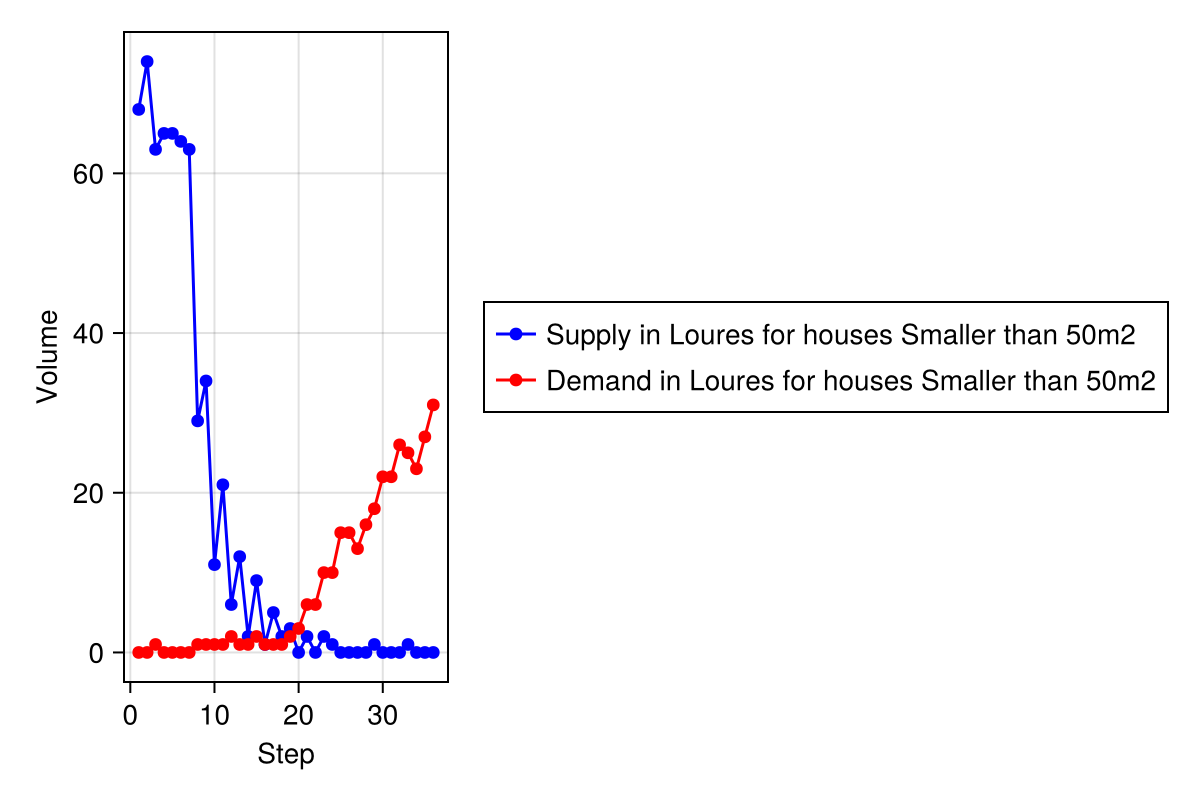 Volume
60
40
20
0
0 10 20 30
Step
Supply in Loures for houses Smaller than 50m2
Demand in Loures for houses Smaller than 50m2